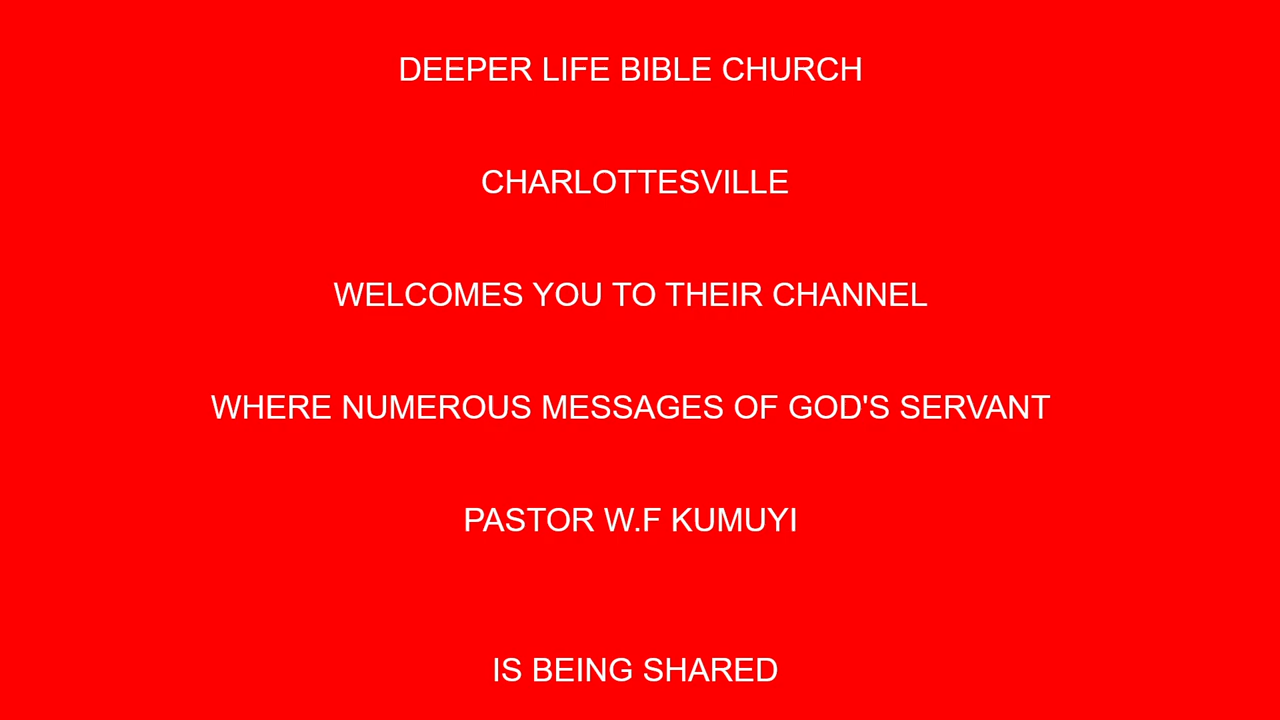 DEEPER LIFE BIBLE CHURCH
CHARLOTTESVILLE
WELCOMES YOU TO THEIR CHANNEL
WHERE NUMEROUS MESSAGES OF GOD'S SERVANT
PASTOR W.F KUMUYI
IS BEING SHARED